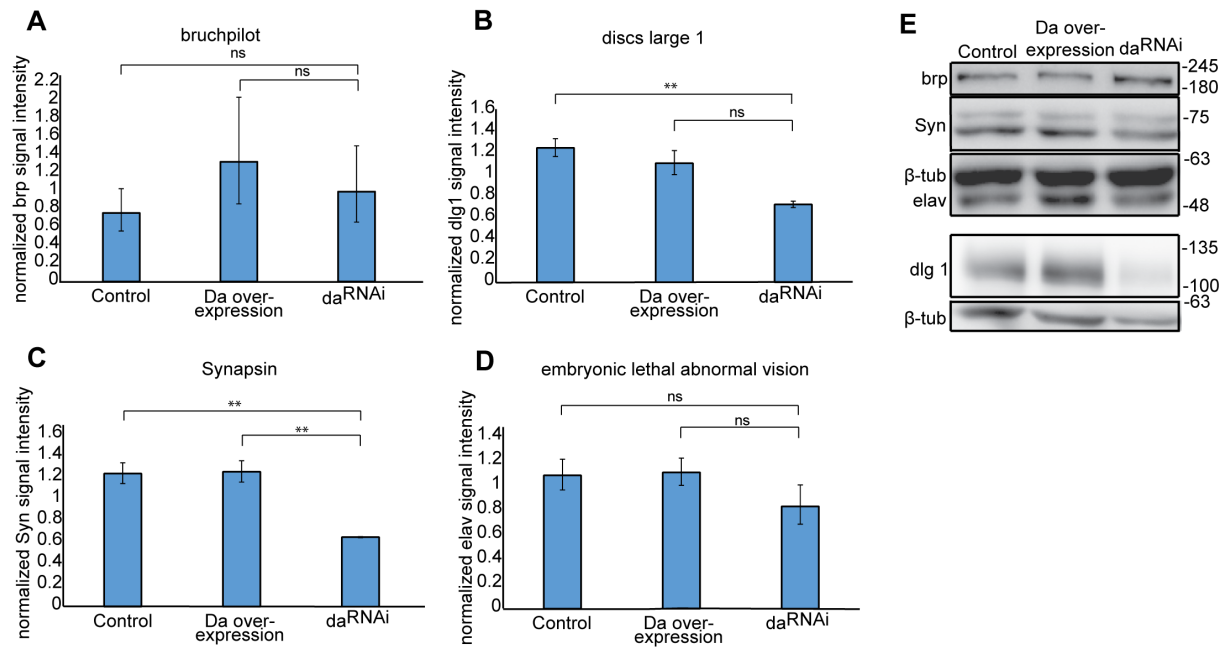 A
bruchpilot
ns
ns
normalized brp signal intensity
2.2
2
1.8
1.6
1.4
1.2
1
0.8
0.6
0.4
0.2
0
Control
Da over-
expression
daRNAi
B
discs large 1
**
ns
normalized dlg1 signal intensity
1.6
1.4
1.2
1
0.8
0.6
0.4
0.2
0
Control
Da over-
expression
daRNAi
C
Synapsin
**
**
normalized Syn signal intensity
1.6
1.4
1.2
1
0.8
0.6
0.4
0.2
0
Control
Da over-
expression
daRNAi
D
embryonic lethal abnormal vision
ns
ns
normalized elav signal intensity
1.4
1.2
1
0.8
0.6
0.4
0.2
0
Control
Da over-
expression
daRNAi
E
Control
Da over-
expression
daRNAi
brp
-245
-180
Syn
-75
β-tub
elav
-63
-48
dlg 1
-135
-100
β-tub
-63